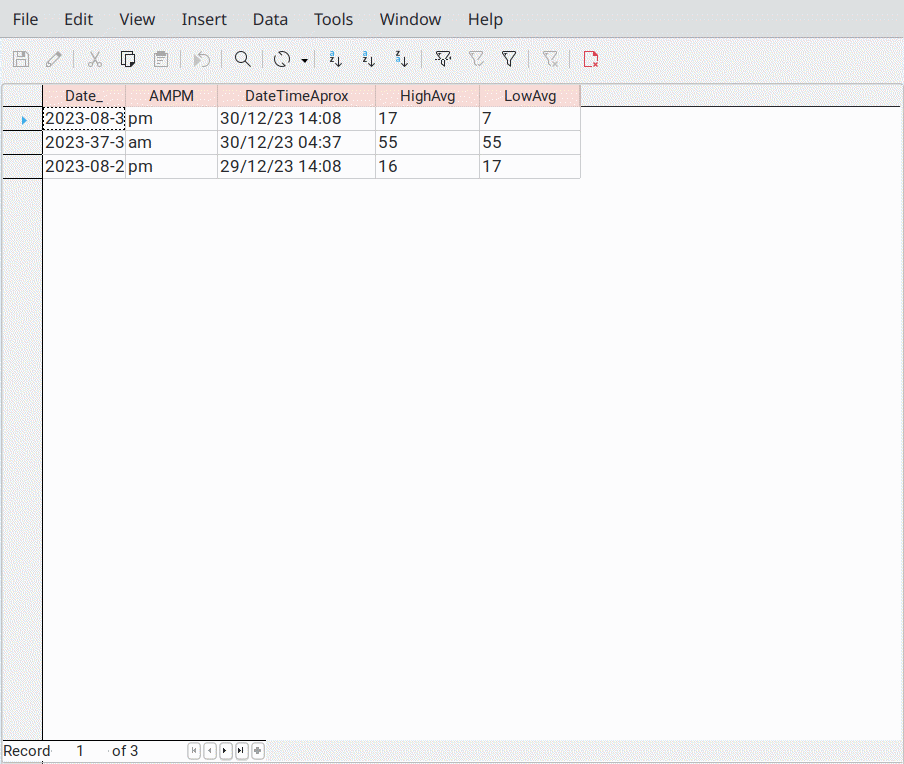 File Edit View Insert Data Tools Window Help
Date_ AMPM DateTimeAprox HighAvg LowAvg
2023-08-3 pm 30/12/23 14:08 17 7
2023-37-3 am 30/12/23 04:37 55 55
2023-08-2 pm 29/12/23 14:08 16 17
Record 1 of 3